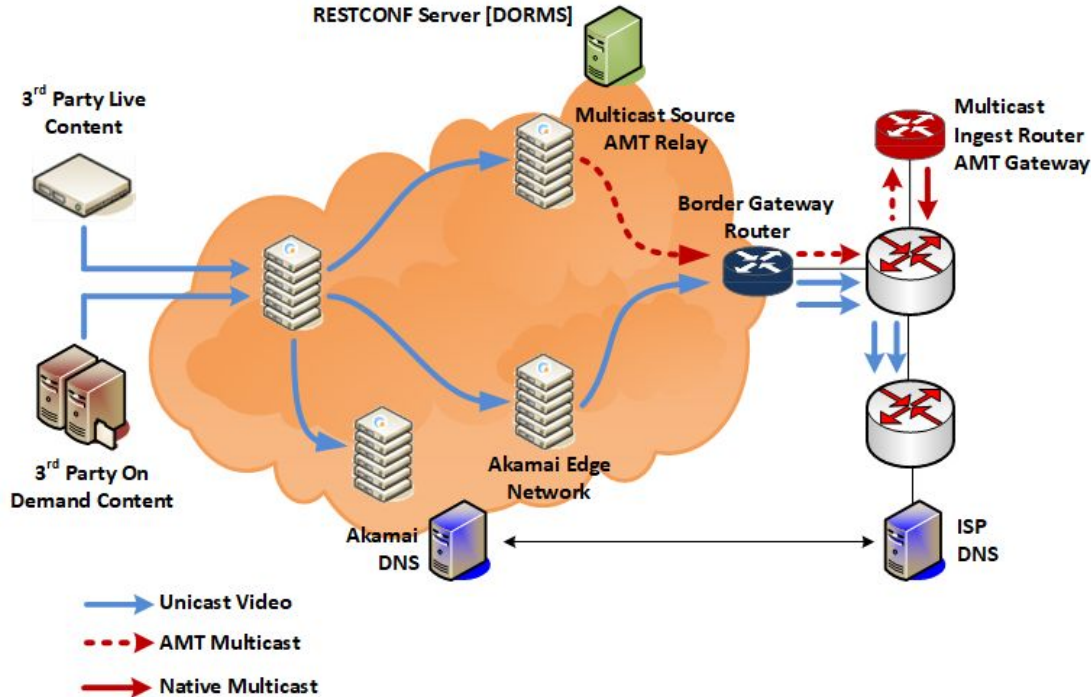 RESTCONF Server [DORMS]
3rd Party Live
Content
Multicast Source
AMT Relay
Multicast
Ingest Router
AMT Gateway
Border Gateway
Router
3rd Party On
Demand Content
Akamai Edge
Network
Akamai
DNS
ISP
DNS
Unicast Video
AMT Multicast
Native Multicast